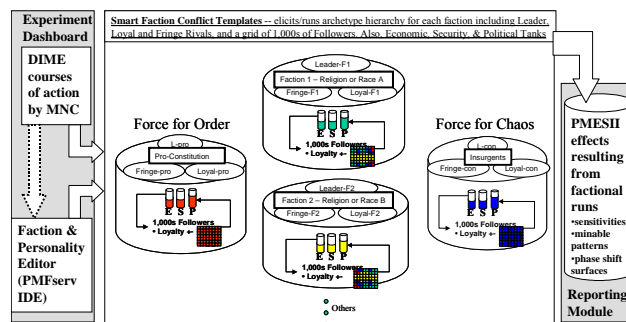 Experiment
Dashboard
DIME
courses
of action
by MNC
Faction &
Personality
Editor
(PMFserv
IDE)
Smart Faction Conflict Templates -- elicits/runs archetype hierarchy for each faction including Leader,
Loyal and Fringe Rivals, and a grid of 1,000s of Followers. Also, Economic, Security, & Political Tanks
Force for Order
L-pro
Pro-Constitution
Fringe-pro Loyal-pro
E S P
1,000s Followers
• Loyalty ←
Leader-F1
Faction 1 – Religion or Race A
Fringe-F1 Loyal-F1
E S P
1,000s Followers
• Loyalty ←
Leader-F2
Faction 2 – Religion or Race B
Fringe-F2 Loyal-F2
E S P
1,000s Followers
• Loyalty ←
Others
Force for Chaos
L-con
Insurgents
Fringe-con Loyal-con
E S P
1,000s Followers
• Loyalty ←
PMESII
effects
resulting
from
factional
runs
•sensitivities
•minable
patterns
•phase shift
surfaces
Reporting
Module